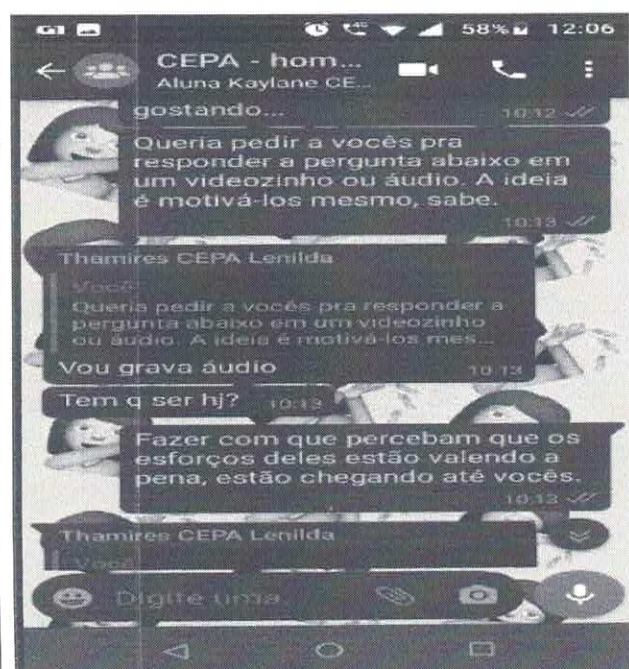 G1 4G 58% 12:06
CEPA - hom...
Aluna Kaylane CE...
gostando...
10:12
Queria pedir a vocês pra
responder a pergunta abaixo em
um videozinho ou áudio. A ideia
é motivá-los mesmo, sabe.
10:13
Thamires CEPA Lenilda
Você
Queria pedir a vocês pra responder a
pergunta abaixo em um videozinho
ou áudio. A ideia é motivá-los mes...
Vou grava áudio
10:13
Tem q ser hj? 10:13
Fazer com que percebam que os
esforços deles estão valendo a
pena, estão chegando até vocês.
10:13
Thamires CEPA Lenilda
Você
Digite uma